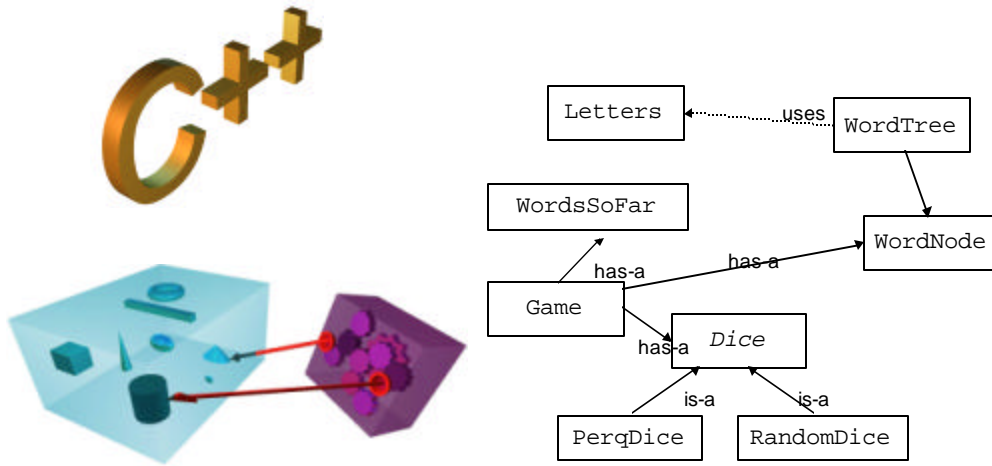 C++
Letters
uses
WordTree
WordsSoFar
WordNode
has-a
has-a
Game
has-a
Dice
is-a
is-a
PerqDice
RandomDice